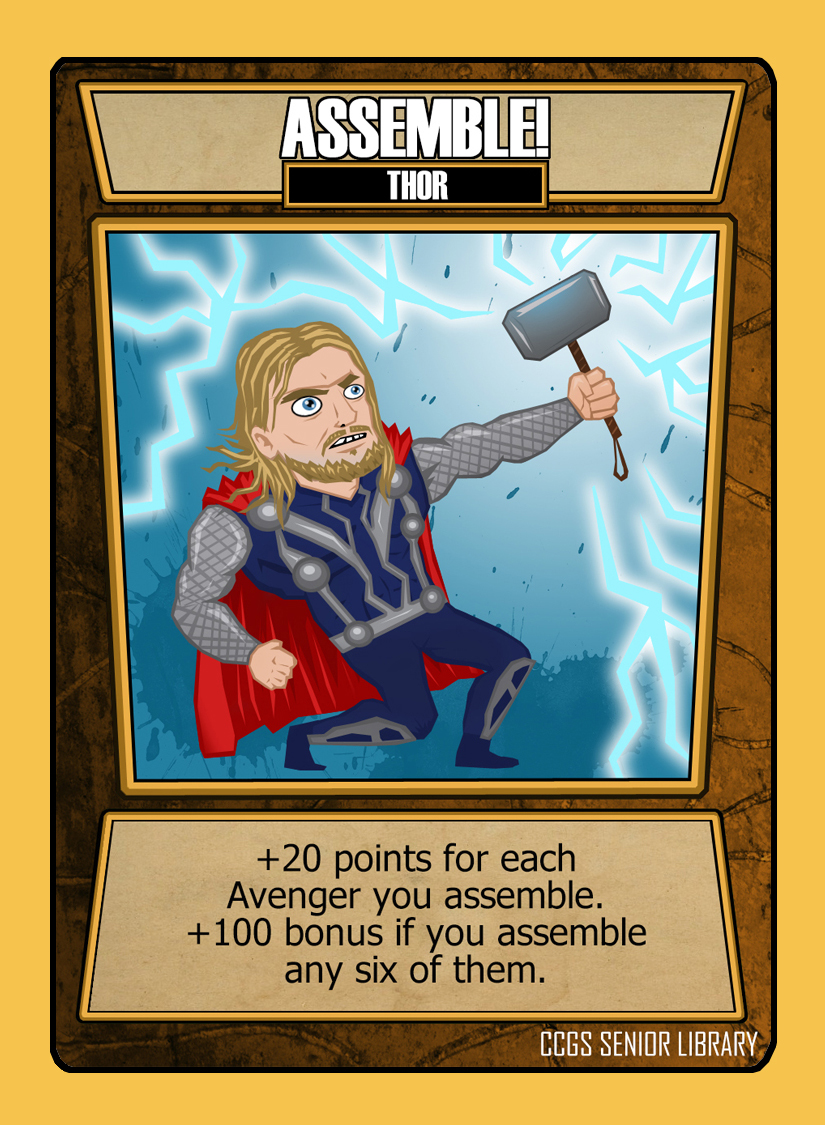 ASSEMBLE!
THOR
+20 points for each
Avenger you assemble.
+100 bonus if you assemble
any six of them.
CCGS SENIOR LIBRARY